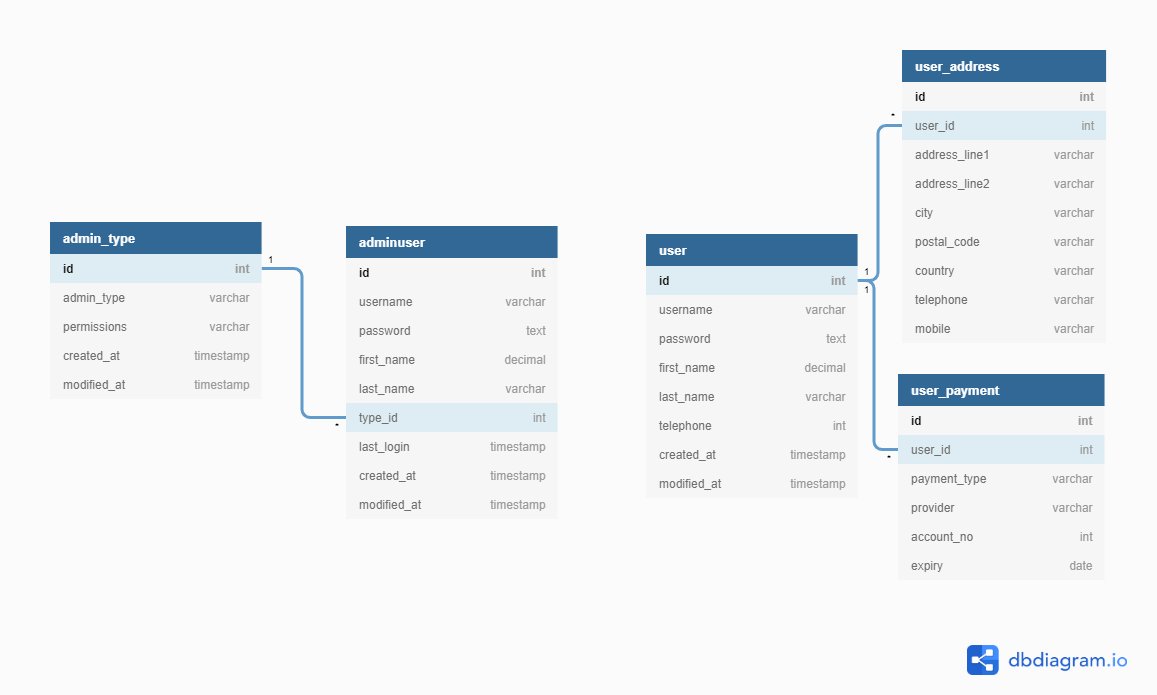 admin_type
id int
admin_type varchar
permissions varchar
created_at timestamp
modified_at timestamp
1
*
adminuser
id int
username varchar
password text
first_name decimal
last_name varchar
type_id int
last_login timestamp
created_at timestamp
modified_at timestamp
user
id int
username varchar
password text
first_name decimal
last_name varchar
telephone int
created_at timestamp
modified_at timestamp
1
1
*
user_address
id int
user_id int
address_line1 varchar
address_line2 varchar
city varchar
postal_code varchar
country varchar
telephone varchar
mobile varchar
*
user_payment
id int
user_id int
payment_type varchar
provider varchar
account_no int
expiry date
dbdiagram.io